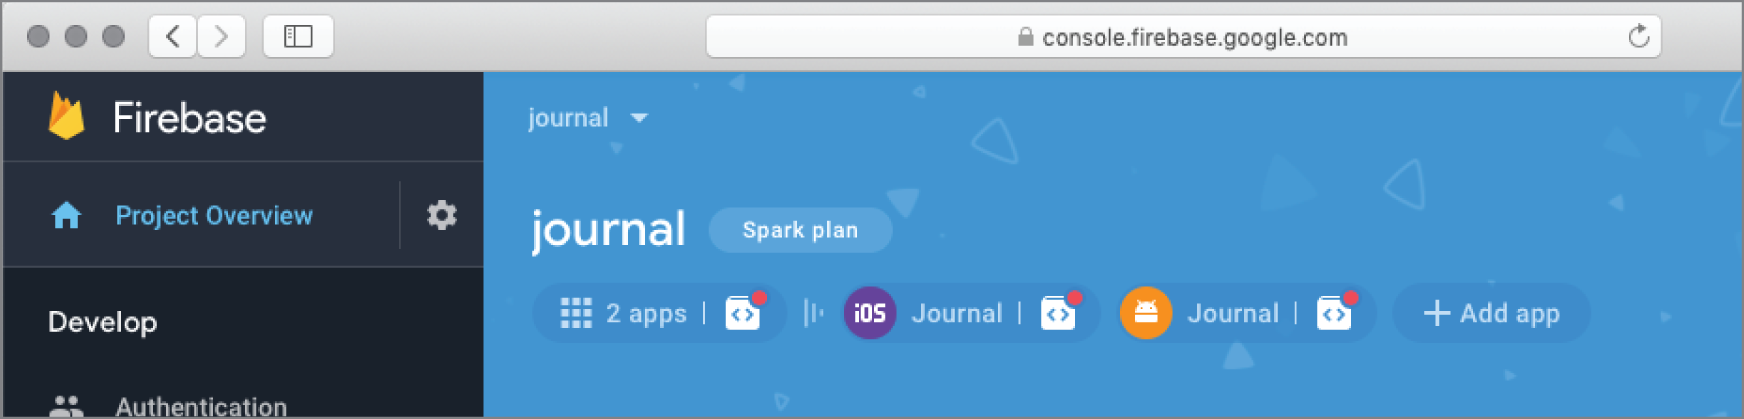 console.firebase.google.com
Firebase
journal
Project Overview
journal Spark plan
2 apps | iOS Journal | Journal | + Add app
Develop
Authentication